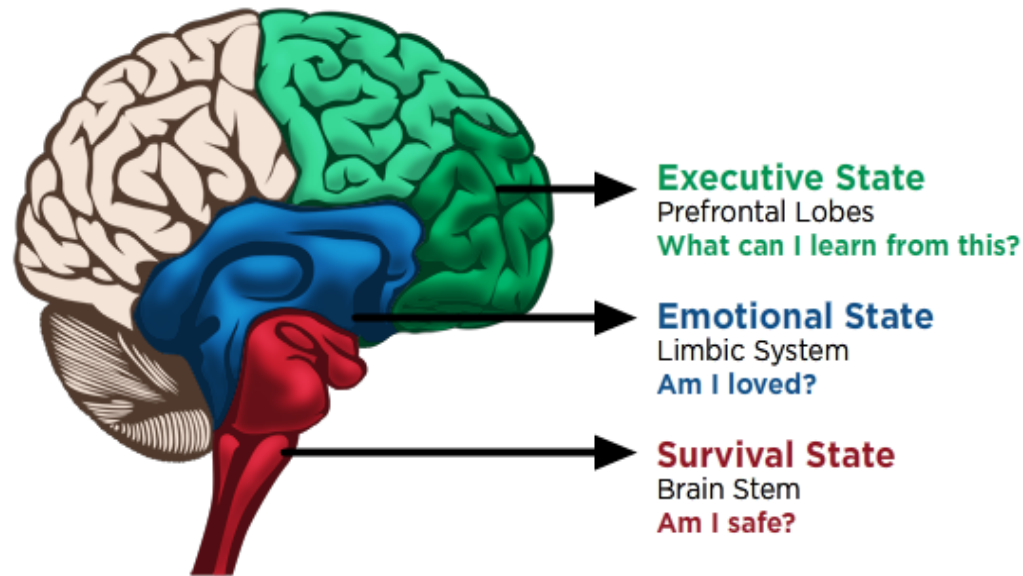 Executive State
Prefrontal Lobes
What can I learn from this?
Emotional State
Limbic System
Am I loved?
Survival State
Brain Stem
Am I safe?